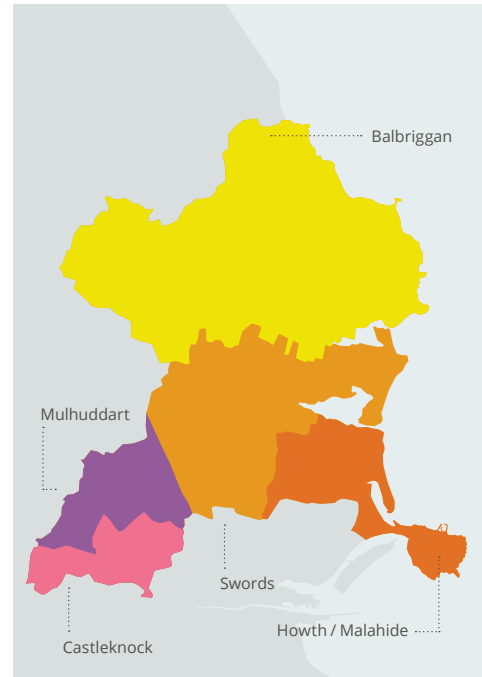 Balbriggan
Mulhuddart
Swords
Howth / Malahide
Castleknock